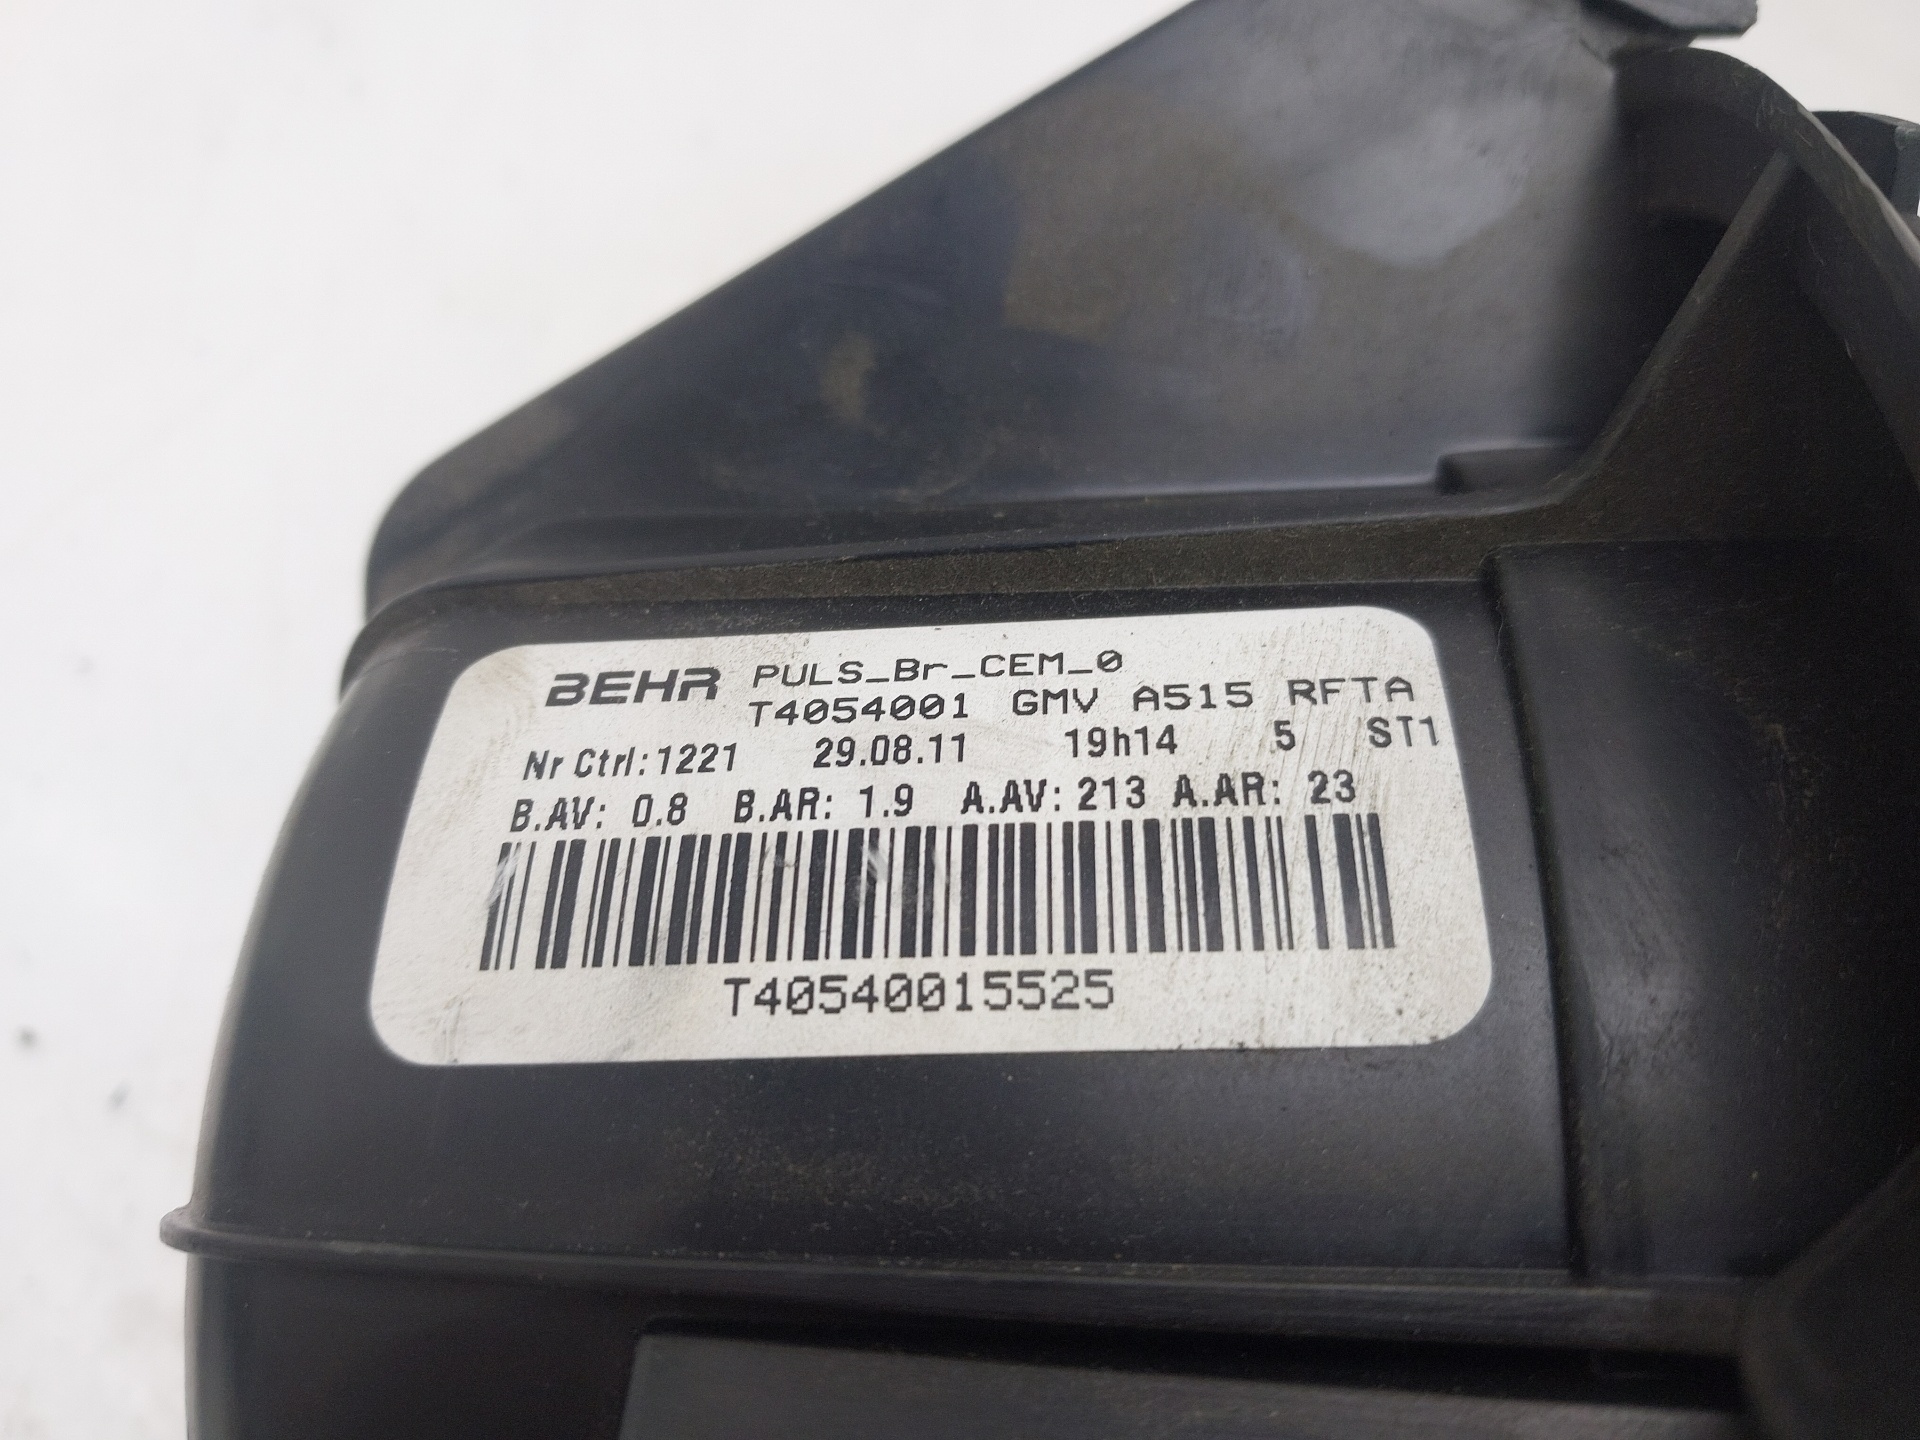 BEHR PULS_Br_CEM_0
T4054001 GMV A515 RFTA
Nr Ctrl:1221 29.08.11 19h14 5 ST1
B.AV: 0.8 B.AR: 1.9 A.AV: 213 A.AR: 23
T40540015525